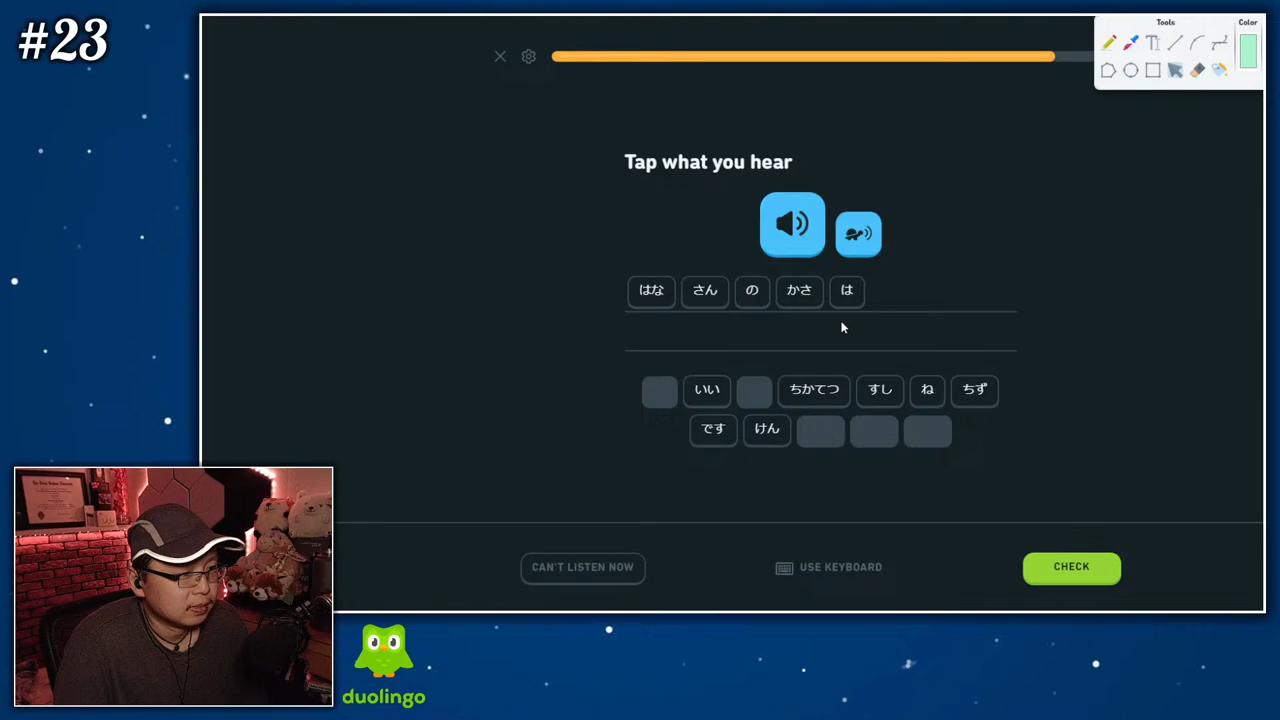 #23
Tools
Color
Tap what you hear
はな さん の かさ は
いい ちかてつ すし ね ちず
です けん
CAN'T LISTEN NOW
USE KEYBOARD
CHECK
duolingo